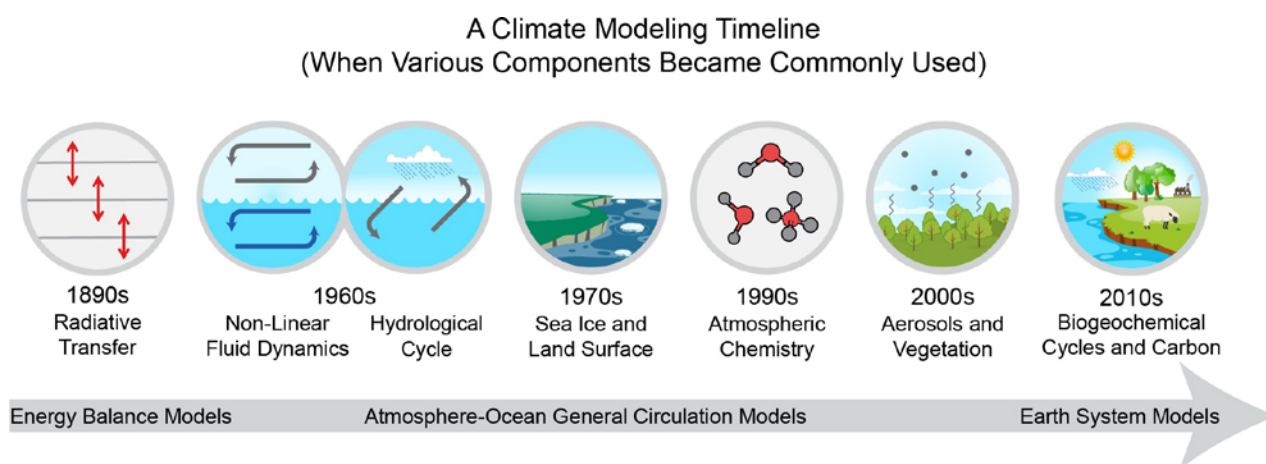 A Climate Modeling Timeline
(When Various Components Became Commonly Used)
1890s
Radiative
Transfer
1960s
Non-Linear
Fluid Dynamics
Hydrological
Cycle
1970s
Sea Ice and
Land Surface
1990s
Atmospheric
Chemistry
2000s
Aerosols and
Vegetation
2010s
Biogeochemical
Cycles and Carbon
Energy Balance Models
Atmosphere-Ocean General Circulation Models
Earth System Models